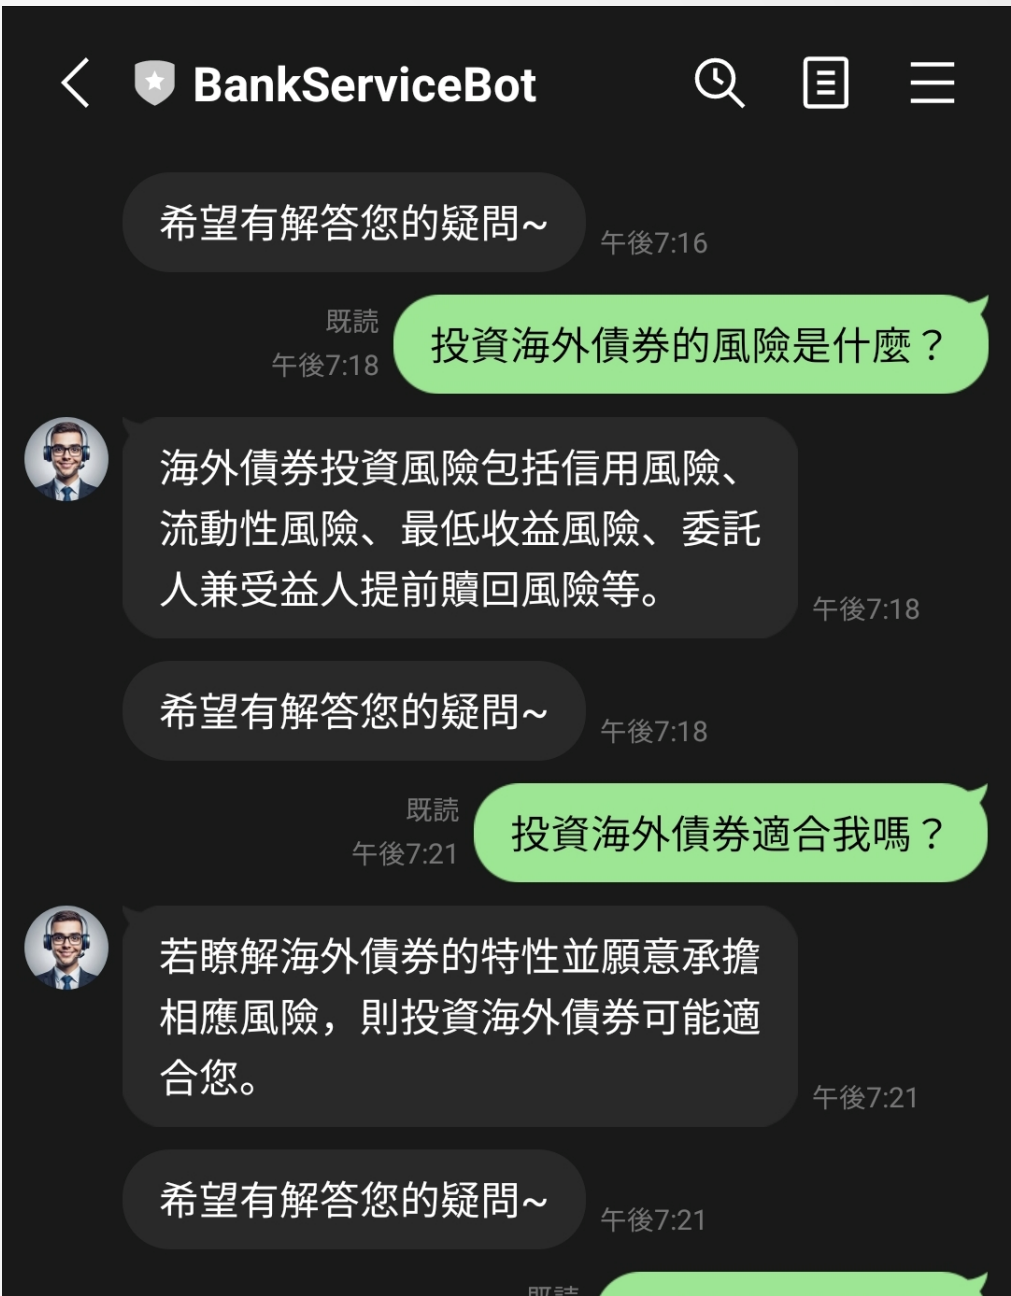 BankServiceBot
希望有解答您的疑問~
午後7:16
既読
午後7:18
投資海外債券的風險是什麼？
海外債券投資風險包括信用風險、
流動性風險、最低收益風險、委託
人兼受益人提前贖回風險等。
午後7:18
希望有解答您的疑問~
午後7:18
既読
午後7:21
投資海外債券適合我嗎？
若瞭解海外債券的特性並願意承擔
相應風險，則投資海外債券可能適
合您。
午後7:21
希望有解答您的疑問~
午後7:21